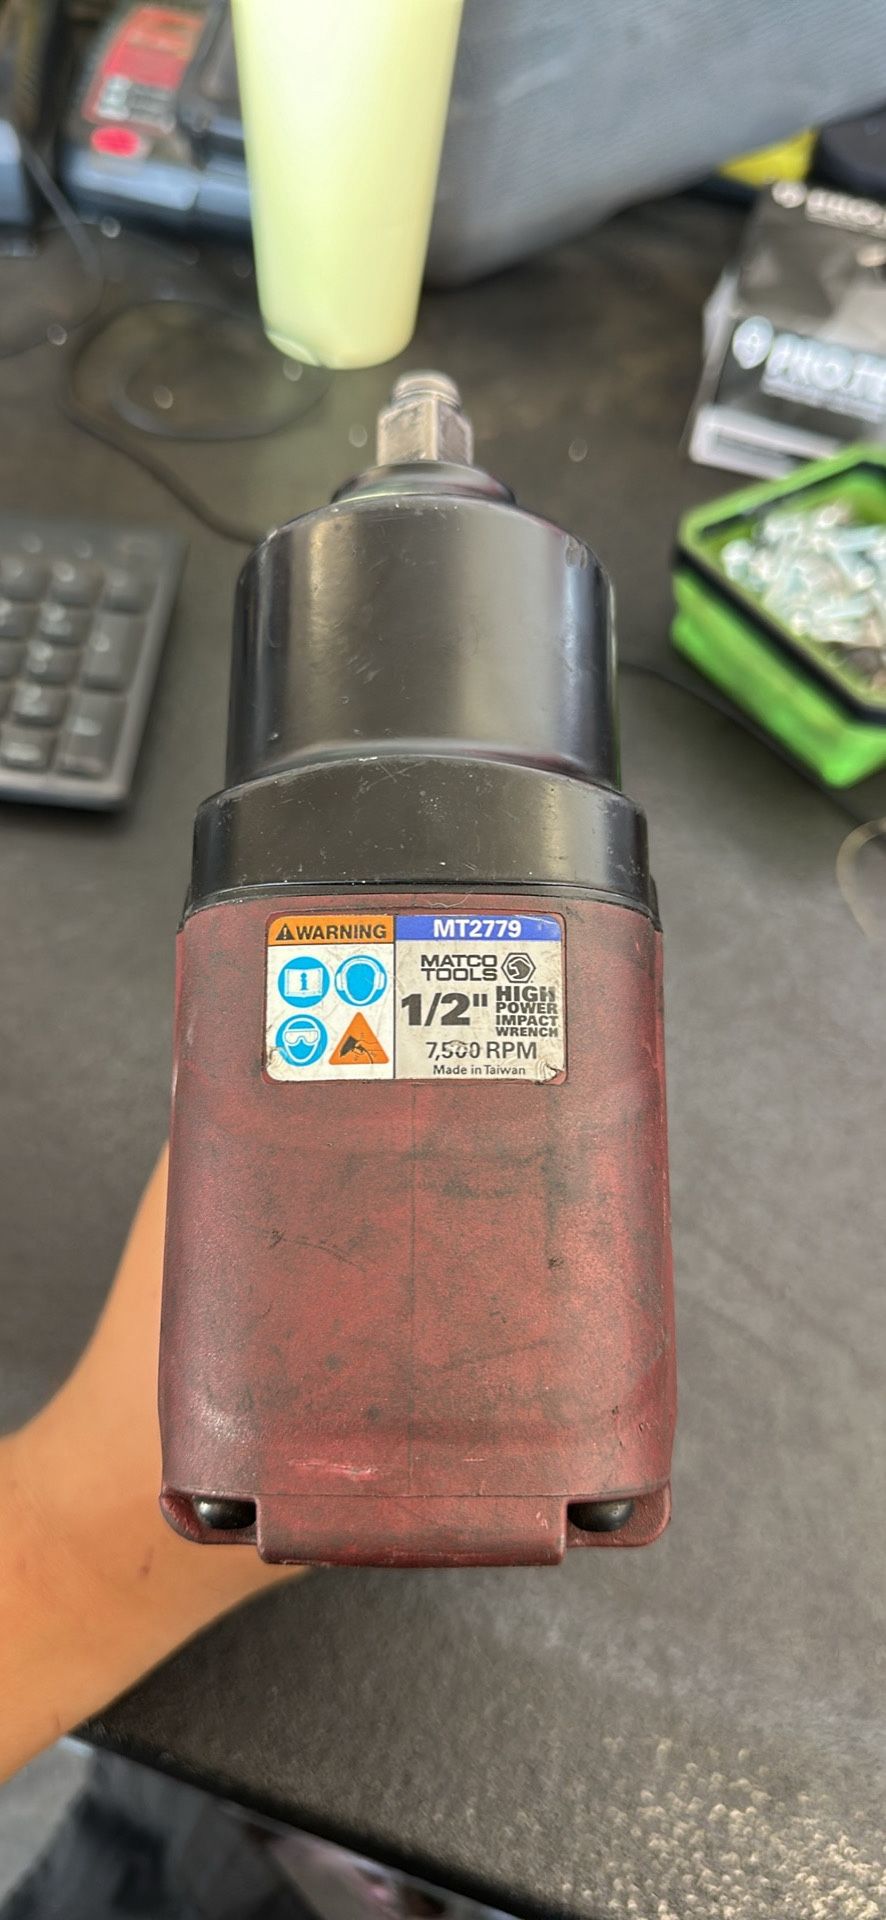 WARNING
MT2779
MATCO
TOOLS
1/2" HIGH
POWER
IMPACT
WRENCH
7,500 RPM
Made in Taiwan